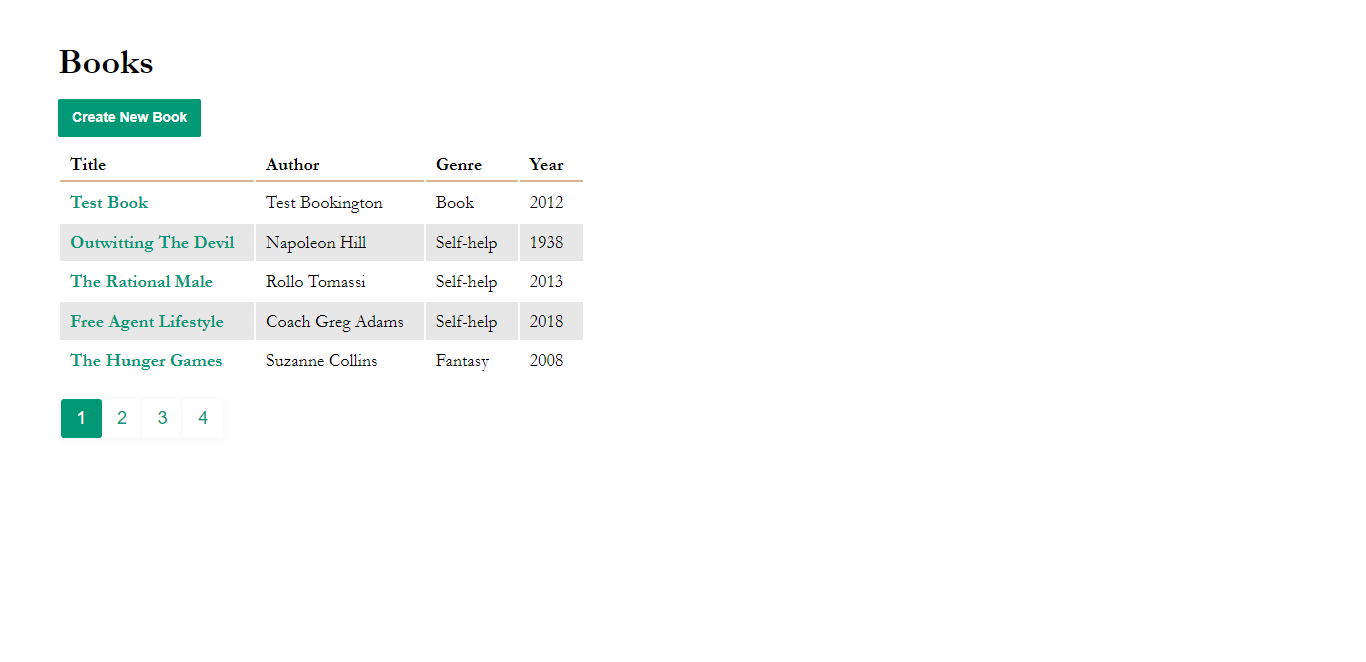 Books
Create New Book
Title Author Genre Year
Test Book Test Bookington Book 2012
Outwitting The Devil Napoleon Hill Self-help 1938
The Rational Male Rollo Tomassi Self-help 2013
Free Agent Lifestyle Coach Greg Adams Self-help 2018
The Hunger Games Suzanne Collins Fantasy 2008
1 2 3 4